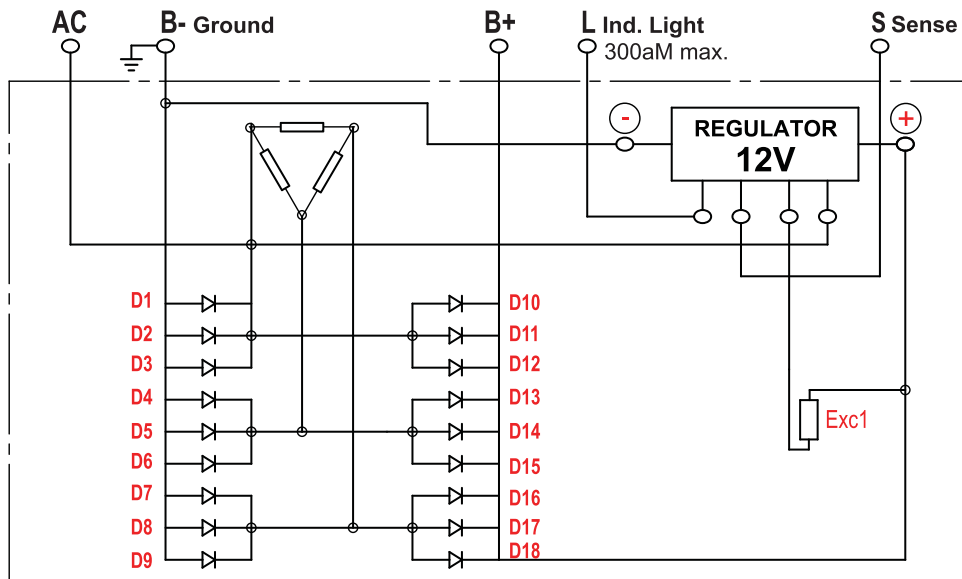 AC
B- Ground
B+
L Ind. Light
300aM max.
S Sense
-
REGULATOR
12V
+
D1
D2
D3
D4
D5
D6
D7
D8
D9
D10
D11
D12
D13
D14
D15
D16
D17
D18
Exc1